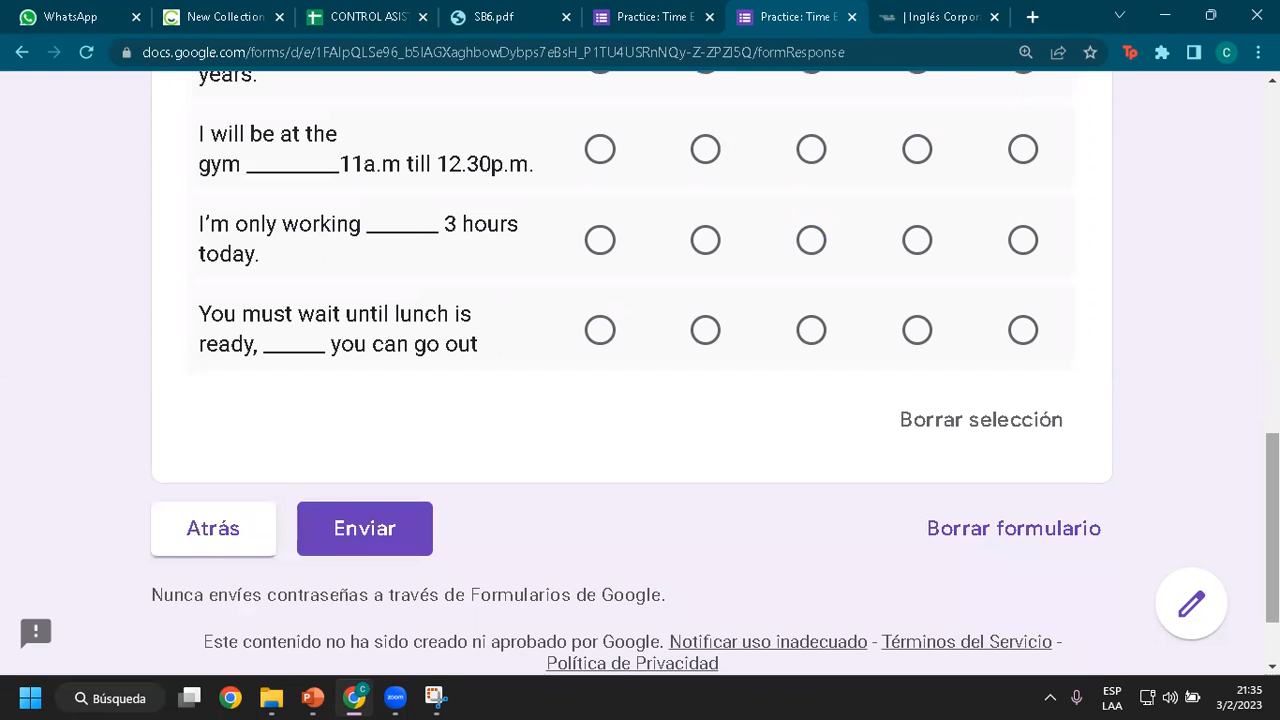 WhatsApp
New Collection
CONTROL ASIS
SB6.pdf
Practice: Time E
Practice: Time E
| Inglés Corpor
docs.google.com/forms/d/e/1FAIpQLSe96_b5IAGXaghbowDybps7eBsH_P1TU4USRnNQy-Z-ZPZI5Q/formResponse
years.
I will be at the
gym ________11a.m till 12.30p.m.
I'm only working ______ 3 hours
today.
You must wait until lunch is
ready, _____ you can go out
Borrar selección
Atrás
Enviar
Borrar formulario
Nunca envíes contraseñas a través de Formularios de Google.
Este contenido no ha sido creado ni aprobado por Google. Notificar uso inadecuado - Términos del Servicio -
Política de Privacidad
Búsqueda
zoom
ESP
LAA
21:35
3/2/2023